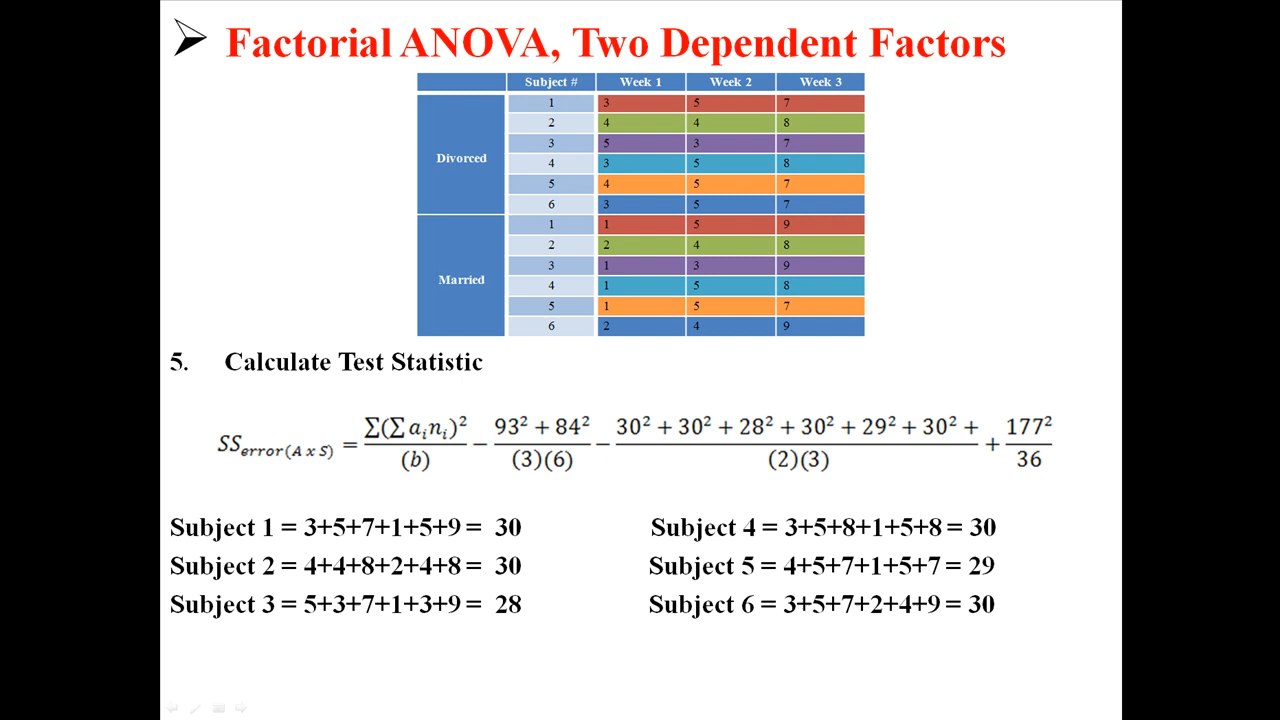 ➢ Factorial ANOVA, Two Dependent Factors
Subject # Week 1 Week 2 Week 3
Divorced
1 3 5 7
2 4 4 8
3 5 3 7
4 3 5 8
5 4 5 7
6 3 5 7
Married
1 1 5 9
2 2 4 8
3 1 3 9
4 1 5 8
5 1 5 7
6 2 4 9
5. Calculate Test Statistic
SS_error(A x S) = ∑(∑ aᵢnᵢ)² / (b) − 93² + 84² / (3)(6) − 30² + 30² + 28² + 30² + 29² + 30² + / (2)(3) + 177² / 36
Subject 1 = 3+5+7+1+5+9 = 30
Subject 2 = 4+4+8+2+4+8 = 30
Subject 3 = 5+3+7+1+3+9 = 28
Subject 4 = 3+5+8+1+5+8 = 30
Subject 5 = 4+5+7+1+5+7 = 29
Subject 6 = 3+5+7+2+4+9 = 30